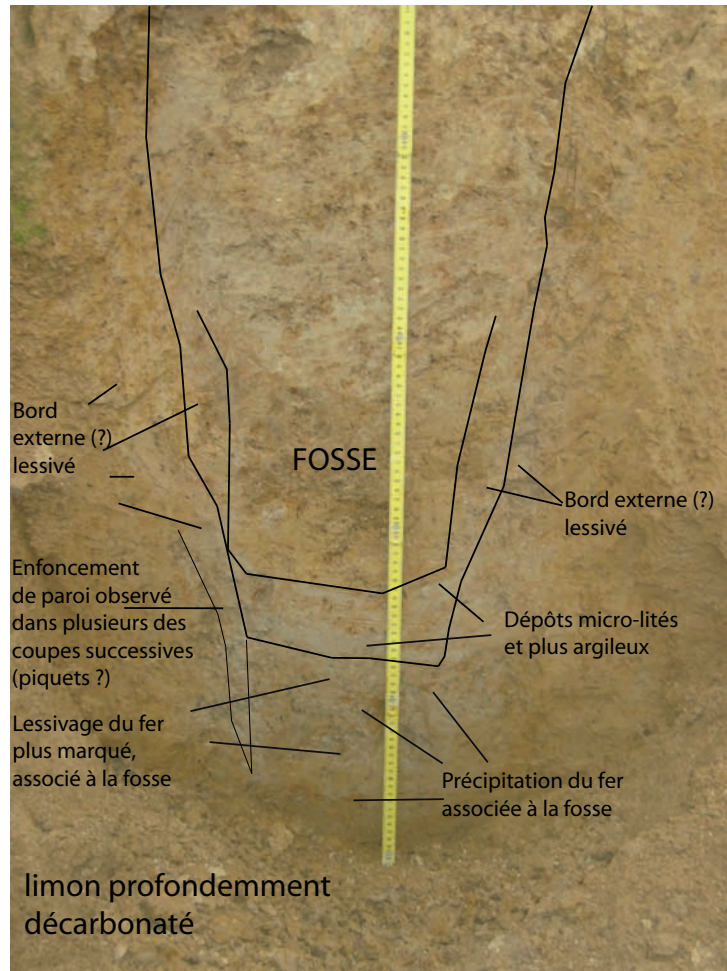 Bord
externe (?)
lessivé
FOSSE
Bord externe (?)
lessivé
Enfoncement
de paroi observé
dans plusieurs des
coupes successives
(piquets ?)
Dépôts micro-lités
et plus argileux
Lessivage du fer
plus marqué,
associé à la fosse
Précipitation du fer
associée à la fosse
limon profondemment
décarbonaté